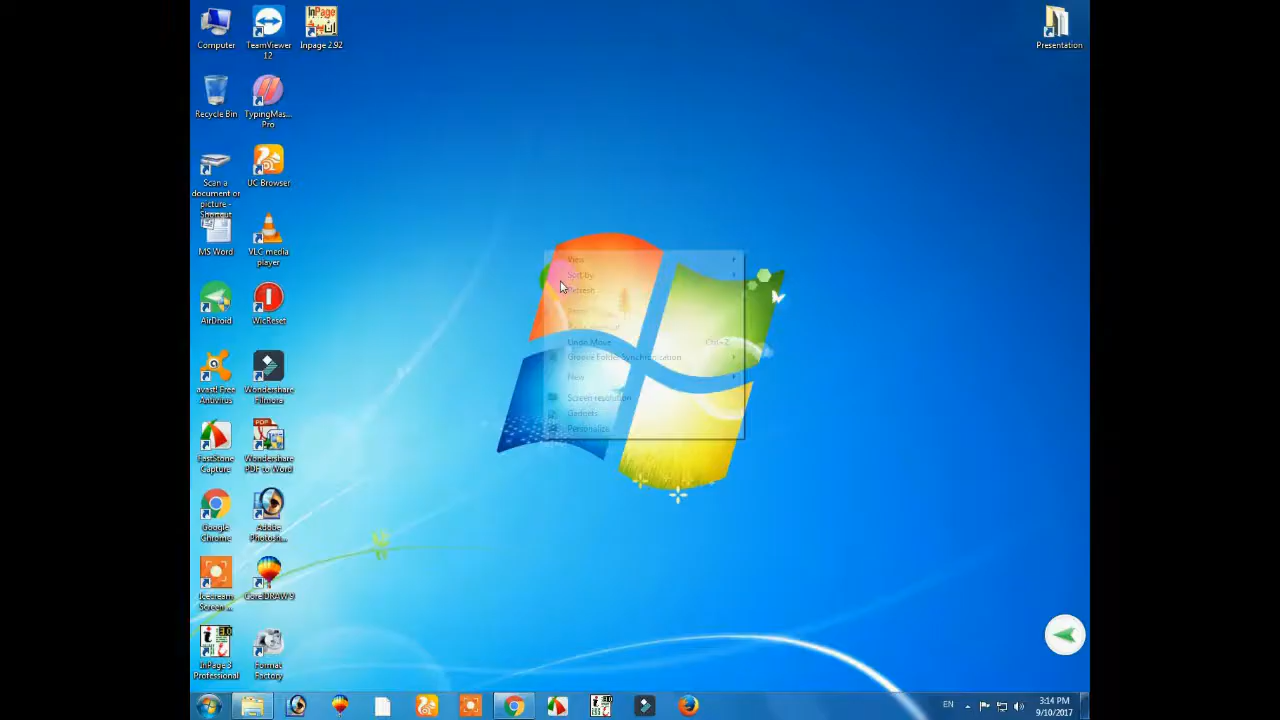 Computer
TeamViewer
12
Inpage 2.92
Presentation
Recycle Bin
TypingMas...
Pro
Scan a
document or
picture -
Shortcut
UC Browser
MS Word
VLC media
player
AirDroid
WicReset
avast! Free
Antivirus
Wondershare
Filmora
FastStone
Capture
PDF
Wondershare
PDF to Word
Google
Chrome
Adobe
Photosh...
Icecream
Screen ...
CorelDRAW 9
InPage 3
Professional
Format
Factory
View
Sort by
Refresh
Undo Move Ctrl+Z
Groove Folder Synchronization
New
Screen resolution
Gadgets
Personalize
EN
3:14 PM
9/10/2017